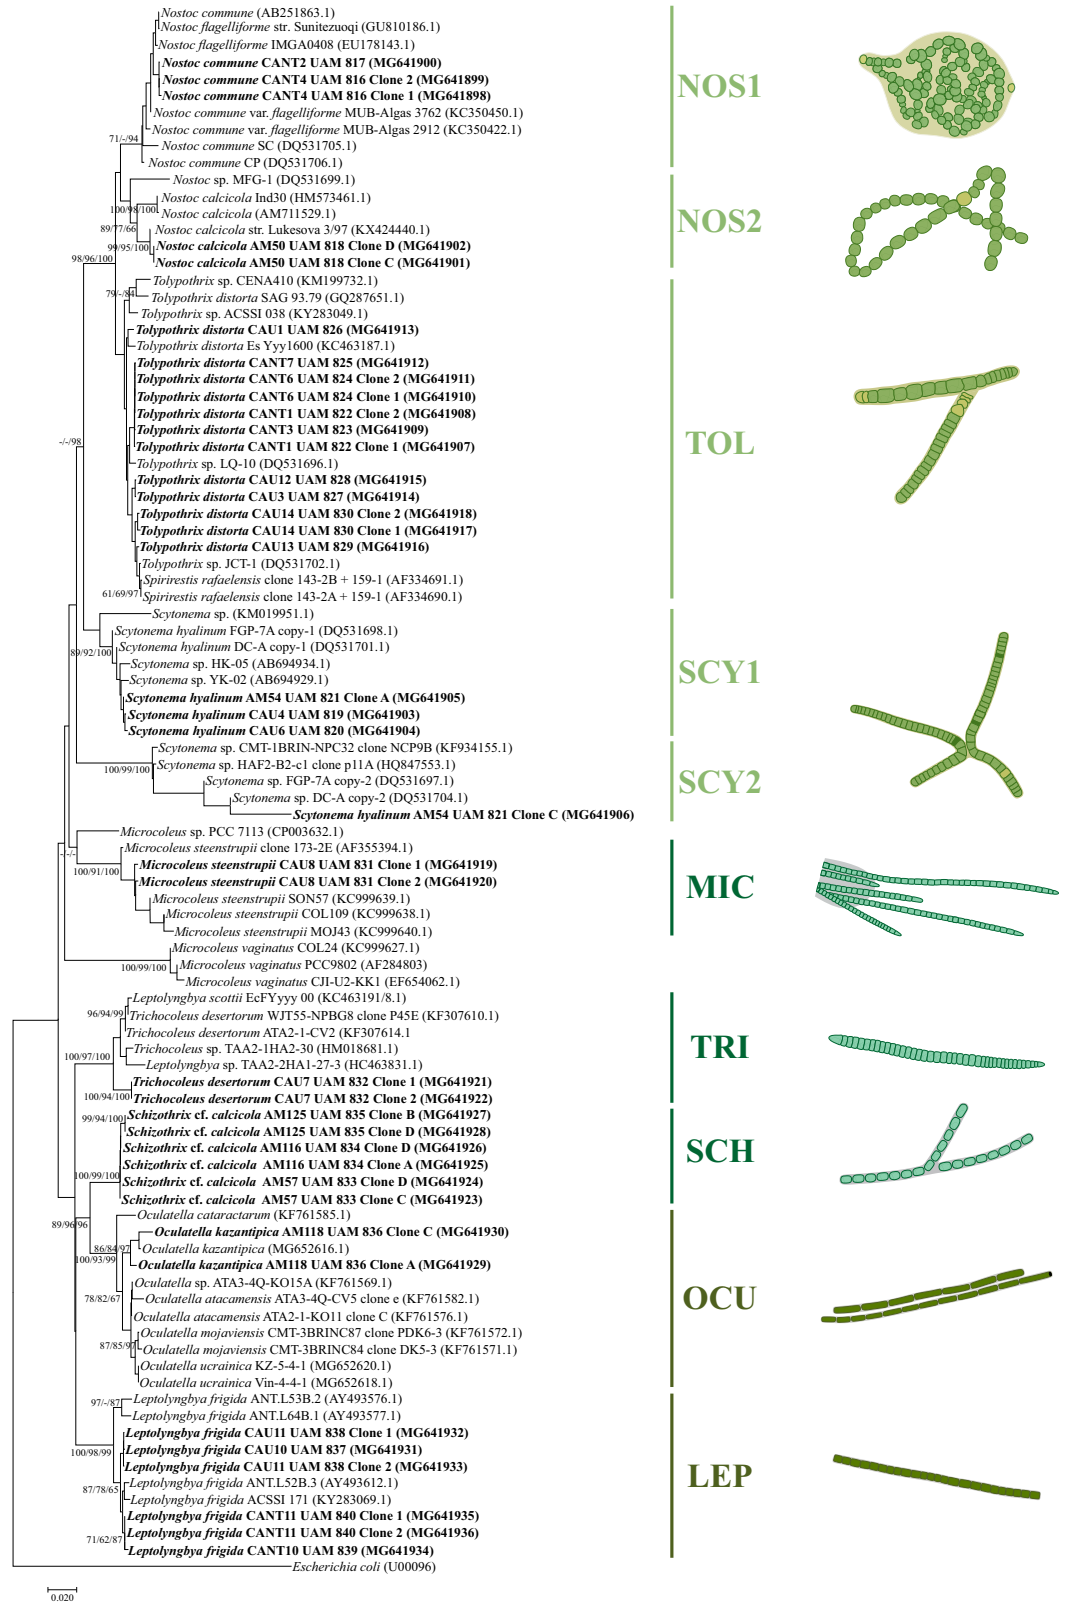 Nostoc commune (AB251863.1)
Nostoc flagelliforme str. Sunitezuoqi (GU810186.1)
Nostoc flagelliforme IMGA0408 (EU178143.1)
Nostoc commune CANT2 UAM 817 (MG641900)
Nostoc commune CANT4 UAM 816 Clone 2 (MG641899)
Nostoc commune CANT4 UAM 816 Clone 1 (MG641898)
NOS1
Nostoc commune var. flagelliforme MUB-Algas 3762 (KC350450.1)
Nostoc commune var. flagelliforme MUB-Algas 2912 (KC350422.1)
71/-/94
Nostoc commune SC (DQ531705.1)
Nostoc commune CP (DQ531706.1)
Nostoc sp. MFG-1 (DQ531699.1)
Nostoc calcicola Ind30 (HM573461.1)
100/98/100
Nostoc calcicola (AM711529.1)
NOS2
89/77/66
Nostoc calcicola str. Lukesova 3/97 (KX424440.1)
99/95/100
Nostoc calcicola AM50 UAM 818 Clone D (MG641902)
98/96/100
Nostoc calcicola AM50 UAM 818 Clone C (MG641901)
Tolypothrix sp. CENA410 (KM199732.1)
79/-/84
Tolypothrix distorta SAG 93.79 (GQ287651.1)
Tolypothrix sp. ACSSI 038 (KY283049.1)
Tolypothrix distorta CAU1 UAM 826 (MG641913)
Tolypothrix distorta Es Yyy1600 (KC463187.1)
Tolypothrix distorta CANT7 UAM 825 (MG641912)
Tolypothrix distorta CANT6 UAM 824 Clone 2 (MG641911)
Tolypothrix distorta CANT6 UAM 824 Clone 1 (MG641910)
Tolypothrix distorta CANT1 UAM 822 Clone 2 (MG641908)
Tolypothrix distorta CANT3 UAM 823 (MG641909)
-/-/98
Tolypothrix distorta CANT1 UAM 822 Clone 1 (MG641907)
TOL
Tolypothrix sp. LQ-10 (DQ531696.1)
Tolypothrix distorta CAU12 UAM 828 (MG641915)
Tolypothrix distorta CAU3 UAM 827 (MG641914)
Tolypothrix distorta CAU14 UAM 830 Clone 2 (MG641918)
Tolypothrix distorta CAU14 UAM 830 Clone 1 (MG641917)
Tolypothrix distorta CAU13 UAM 829 (MG641916)
Tolypothrix sp. JCT-1 (DQ531702.1)
Spirirestis rafaelensis clone 143-2B + 159-1 (AF334691.1)
61/69/97
Spirirestis rafaelensis clone 143-2A + 159-1 (AF334690.1)
Scytonema sp. (KM019951.1)
Scytonema hyalinum FGP-7A copy-1 (DQ531698.1)
89/92/100
Scytonema hyalinum DC-A copy-1 (DQ531701.1)
Scytonema sp. HK-05 (AB694934.1)
SCY1
Scytonema sp. YK-02 (AB694929.1)
Scytonema hyalinum AM54 UAM 821 Clone A (MG641905)
Scytonema hyalinum CAU4 UAM 819 (MG641903)
Scytonema hyalinum CAU6 UAM 820 (MG641904)
Scytonema sp. CMT-1BRIN-NPC32 clone NCP9B (KF934155.1)
100/99/100
Scytonema sp. HAF2-B2-c1 clone p11A (HQ847553.1)
Scytonema sp. FGP-7A copy-2 (DQ531697.1)
SCY2
Scytonema sp. DC-A copy-2 (DQ531704.1)
Scytonema hyalinum AM54 UAM 821 Clone C (MG641906)
Microcoleus sp. PCC 7113 (CP003632.1)
Microcoleus steenstrupii clone 173-2E (AF355394.1)
-/-/-
100/91/100
Microcoleus steenstrupii CAU8 UAM 831 Clone 1 (MG641919)
Microcoleus steenstrupii CAU8 UAM 831 Clone 2 (MG641920)
MIC
Microcoleus steenstrupii SON57 (KC999639.1)
Microcoleus steenstrupii COL109 (KC999638.1)
Microcoleus steenstrupii MOJ43 (KC999640.1)
Microcoleus vaginatus COL24 (KC999627.1)
100/99/100
Microcoleus vaginatus PCC9802 (AF284803)
Microcoleus vaginatus CJI-U2-KK1 (EF654062.1)
Leptolyngbya scottii EcFYyyy 00 (KC463191/8.1)
96/94/99
Trichocoleus desertorum WJT55-NPBG8 clone P45E (KF307610.1)
Trichocoleus desertorum ATA2-1-CV2 (KF307614.1
Trichocoleus sp. TAA2-1HA2-30 (HM018681.1)
TRI
100/97/100
Leptolyngbya sp. TAA2-2HA1-27-3 (HC463831.1)
Trichocoleus desertorum CAU7 UAM 832 Clone 1 (MG641921)
100/94/100
Trichocoleus desertorum CAU7 UAM 832 Clone 2 (MG641922)
99/94/100
Schizothrix cf. calcicola AM125 UAM 835 Clone B (MG641927)
Schizothrix cf. calcicola AM125 UAM 835 Clone D (MG641928)
Schizothrix cf. calcicola AM116 UAM 834 Clone D (MG641926)
SCH
Schizothrix cf. calcicola AM116 UAM 834 Clone A (MG641925)
100/99/100
Schizothrix cf. calcicola AM57 UAM 833 Clone D (MG641924)
Schizothrix cf. calcicola AM57 UAM 833 Clone C (MG641923)
Oculatella cataractarum (KF761585.1)
89/96/96
Oculatella kazantipica AM118 UAM 836 Clone C (MG641930)
86/84/97
Oculatella kazantipica (MG652616.1)
100/93/99
Oculatella kazantipica AM118 UAM 836 Clone A (MG641929)
Oculatella sp. ATA3-4Q-KO15A (KF761569.1)
78/82/67
Oculatella atacamensis ATA3-4Q-CV5 clone e (KF761582.1)
OCU
Oculatella atacamensis ATA2-1-KO11 clone C (KF761576.1)
Oculatella mojaviensis CMT-3BRINC87 clone PDK6-3 (KF761572.1)
87/85/97
Oculatella mojaviensis CMT-3BRINC84 clone DK5-3 (KF761571.1)
Oculatella ucrainica KZ-5-4-1 (MG652620.1)
Oculatella ucrainica Vin-4-4-1 (MG652618.1)
97/-/87
Leptolyngbya frigida ANT.L53B.2 (AY493576.1)
Leptolyngbya frigida ANT.L64B.1 (AY493577.1)
Leptolyngbya frigida CAU11 UAM 838 Clone 1 (MG641932)
100/98/99
Leptolyngbya frigida CAU10 UAM 837 (MG641931)
Leptolyngbya frigida CAU11 UAM 838 Clone 2 (MG641933)
LEP
87/78/65
Leptolyngbya frigida ANT.L52B.3 (AY493612.1)
Leptolyngbya frigida ACSSI 171 (KY283069.1)
Leptolyngbya frigida CANT11 UAM 840 Clone 1 (MG641935)
71/62/87
Leptolyngbya frigida CANT11 UAM 840 Clone 2 (MG641936)
Leptolyngbya frigida CANT10 UAM 839 (MG641934)
Escherichia coli (U00096)
0.020